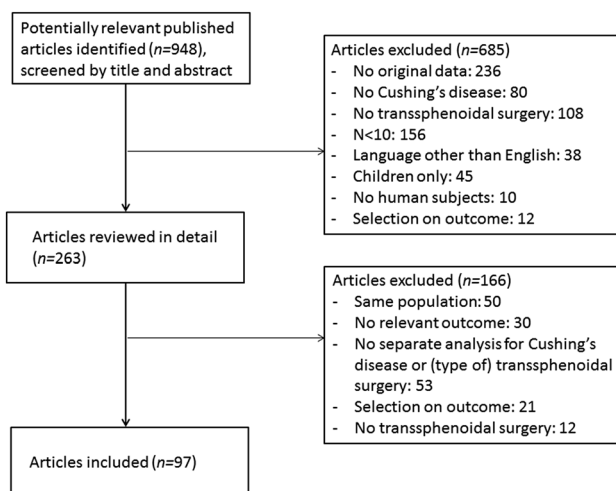 Potentially relevant published
articles identified (n=948),
screened by title and abstract
Articles excluded (n=685)
- No original data: 236
- No Cushing's disease: 80
- No transsphenoidal surgery: 108
- N<10: 156
- Language other than English: 38
- Children only: 45
- No human subjects: 10
- Selection on outcome: 12
Articles reviewed in detail
(n=263)
Articles excluded (n=166)
- Same population: 50
- No relevant outcome: 30
- No separate analysis for Cushing's
disease or (type of) transsphenoidal
surgery: 53
- Selection on outcome: 21
- No transsphenoidal surgery: 12
Articles included (n=97)